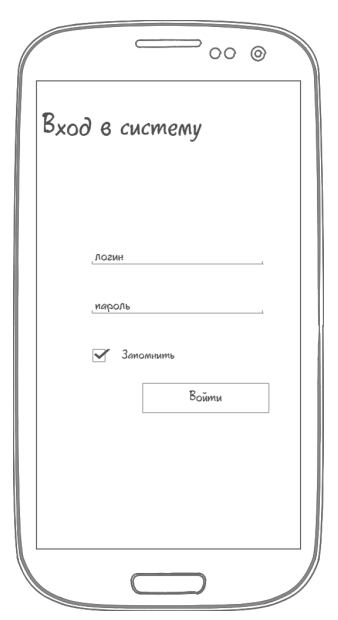 Вход в систему
логин
пароль
Запомнить
Войти